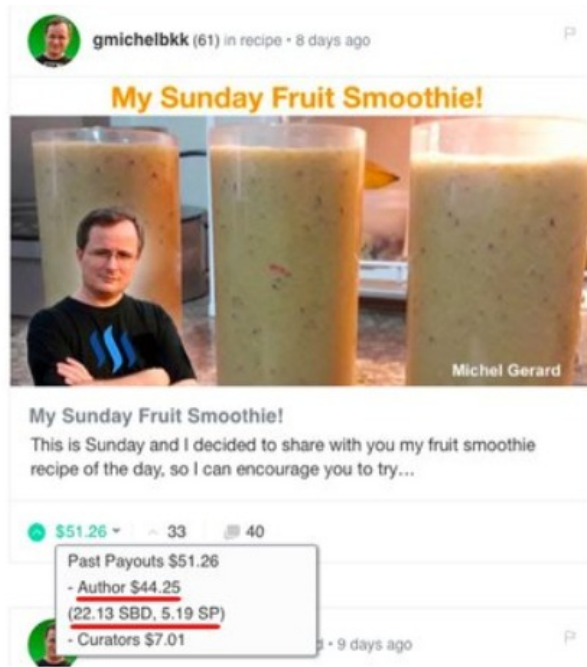 gmichelbkk (61) in recipe • 8 days ago
My Sunday Fruit Smoothie!
Michel Gerard
My Sunday Fruit Smoothie!
This is Sunday and I decided to share with you my fruit smoothie
recipe of the day, so I can encourage you to try...
$51.26 33 40
Past Payouts $51.26
- Author $44.25
(22.13 SBD, 5.19 SP)
- Curators $7.01
• 9 days ago